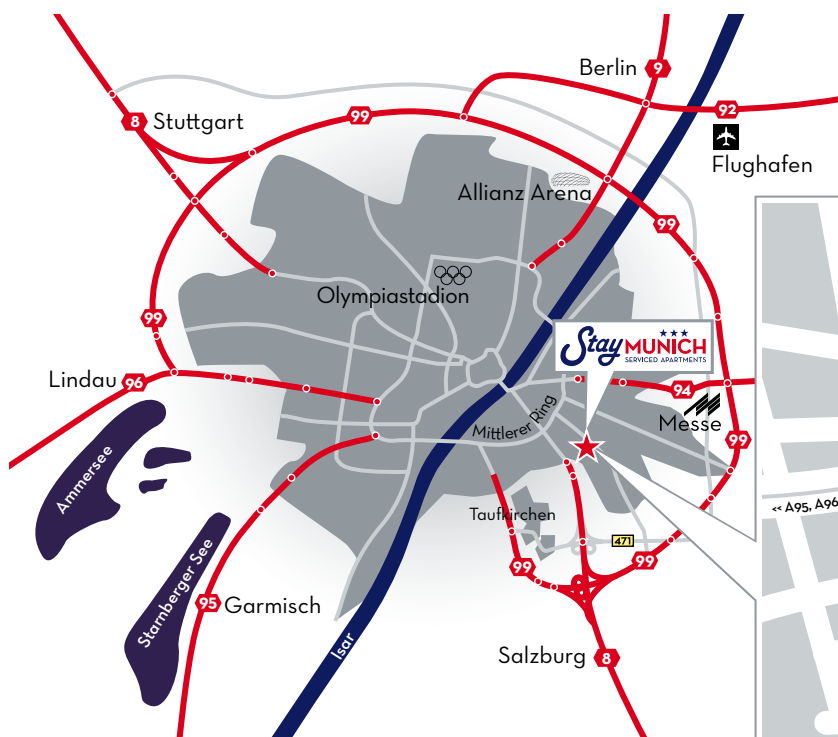 Berlin
9
92
8
Stuttgart
99
Flughafen
Allianz Arena
99
Olympiastadion
99
Stay MUNICH
SERVICED APARTMENTS
Lindau
96
94
Messe
Mittlerer Ring
99
Ammersee
<< A95, A96
Taufkirchen
471
99
99
Starnberger See
95
Garmisch
Isar
Salzburg
8